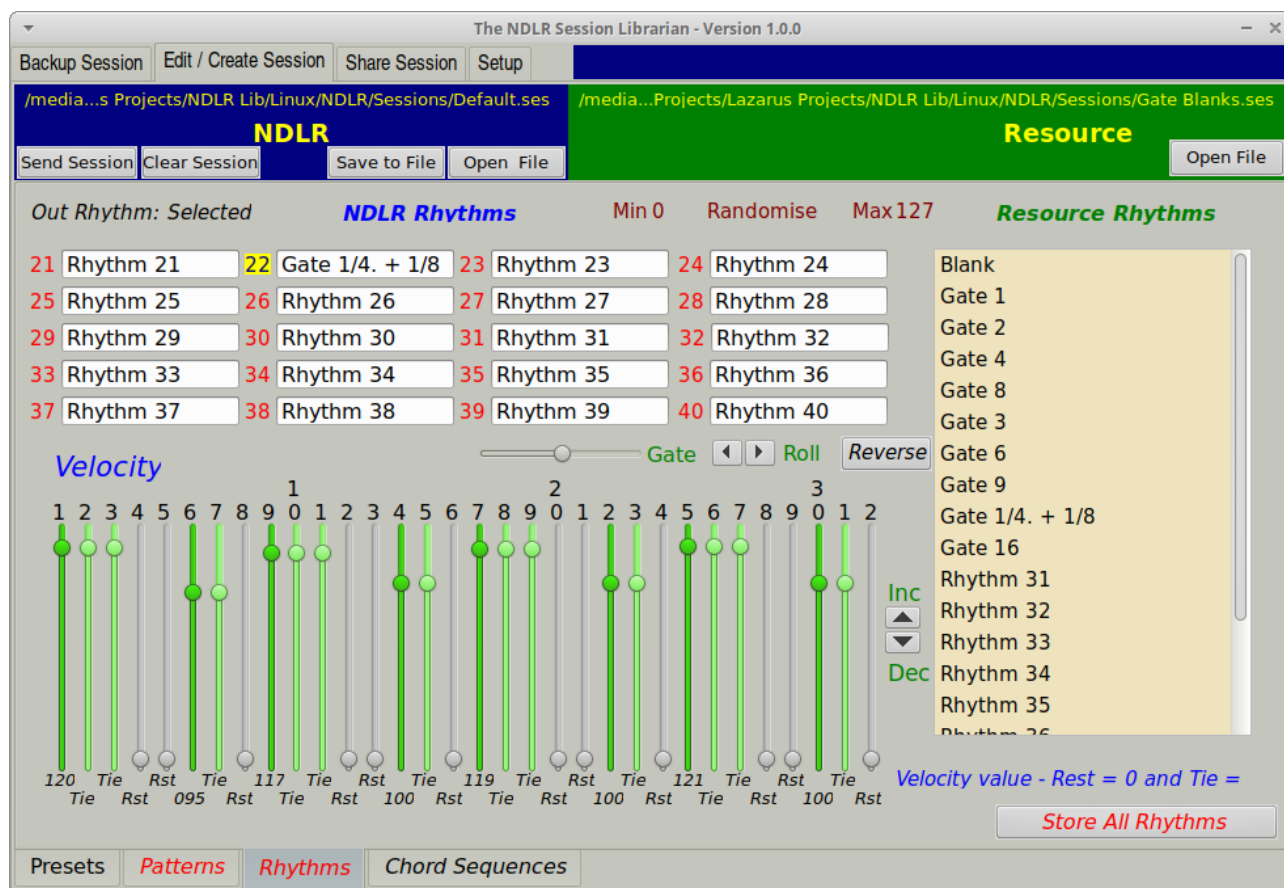 The NDLR Session Librarian - Version 1.0.0
Backup Session Edit / Create Session Share Session Setup
/media...s Projects/NDLR Lib/Linux/NDLR/Sessions/Default.ses /media...Projects/Lazarus Projects/NDLR Lib/Linux/NDLR/Sessions/Gate Blanks.ses
NDLR Resource
Send Session Clear Session Save to File Open File Open File
Out Rhythm: Selected NDLR Rhythms Min 0 Randomise Max 127 Resource Rhythms
21 Rhythm 21 22 Gate 1/4. + 1/8 23 Rhythm 23 24 Rhythm 24
25 Rhythm 25 26 Rhythm 26 27 Rhythm 27 28 Rhythm 28
29 Rhythm 29 30 Rhythm 30 31 Rhythm 31 32 Rhythm 32
33 Rhythm 33 34 Rhythm 34 35 Rhythm 35 36 Rhythm 36
37 Rhythm 37 38 Rhythm 38 39 Rhythm 39 40 Rhythm 40
Blank
Gate 1
Gate 2
Gate 4
Gate 8
Gate 3
Gate 6
Gate 9
Gate 1/4. + 1/8
Gate 16
Rhythm 31
Rhythm 32
Rhythm 33
Rhythm 34
Rhythm 35
Rhythm 36
Velocity Gate Roll Reverse
1 2 3
1 2 3 4 5 6 7 8 9 0 1 2 3 4 5 6 7 8 9 0 1 2 3 4 5 6 7 8 9 0 1 2
Inc
Dec
120 Tie Rst Tie 117 Tie Rst Tie 119 Tie Rst Tie 121 Tie Rst Tie
Tie Rst 095 Rst Tie Rst 100 Rst Tie Rst 100 Rst Tie Rst 100 Rst
Velocity value - Rest = 0 and Tie =
Store All Rhythms
Presets Patterns Rhythms Chord Sequences